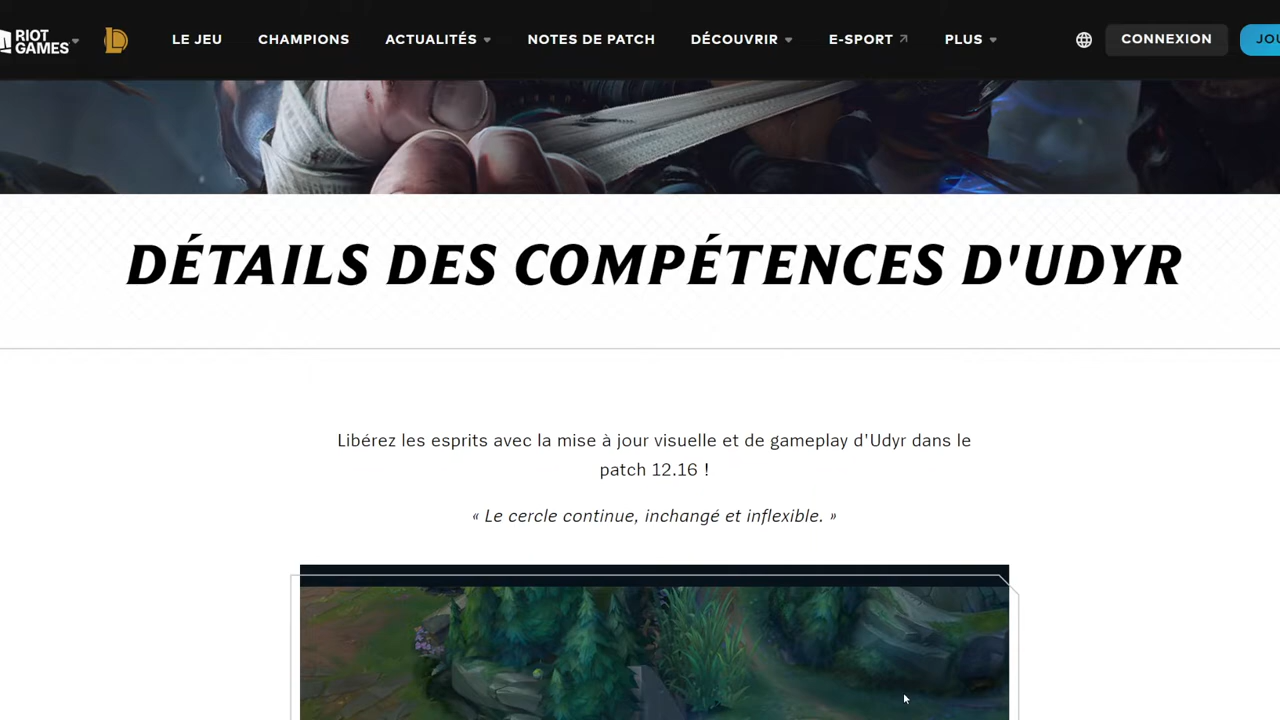 RIOT GAMES
LE JEU CHAMPIONS ACTUALITÉS NOTES DE PATCH DÉCOUVRIR E-SPORT PLUS CONNEXION JOU
DÉTAILS DES COMPÉTENCES D'UDYR
Libérez les esprits avec la mise à jour visuelle et de gameplay d'Udyr dans le
patch 12.16 !
« Le cercle continue, inchangé et inflexible. »